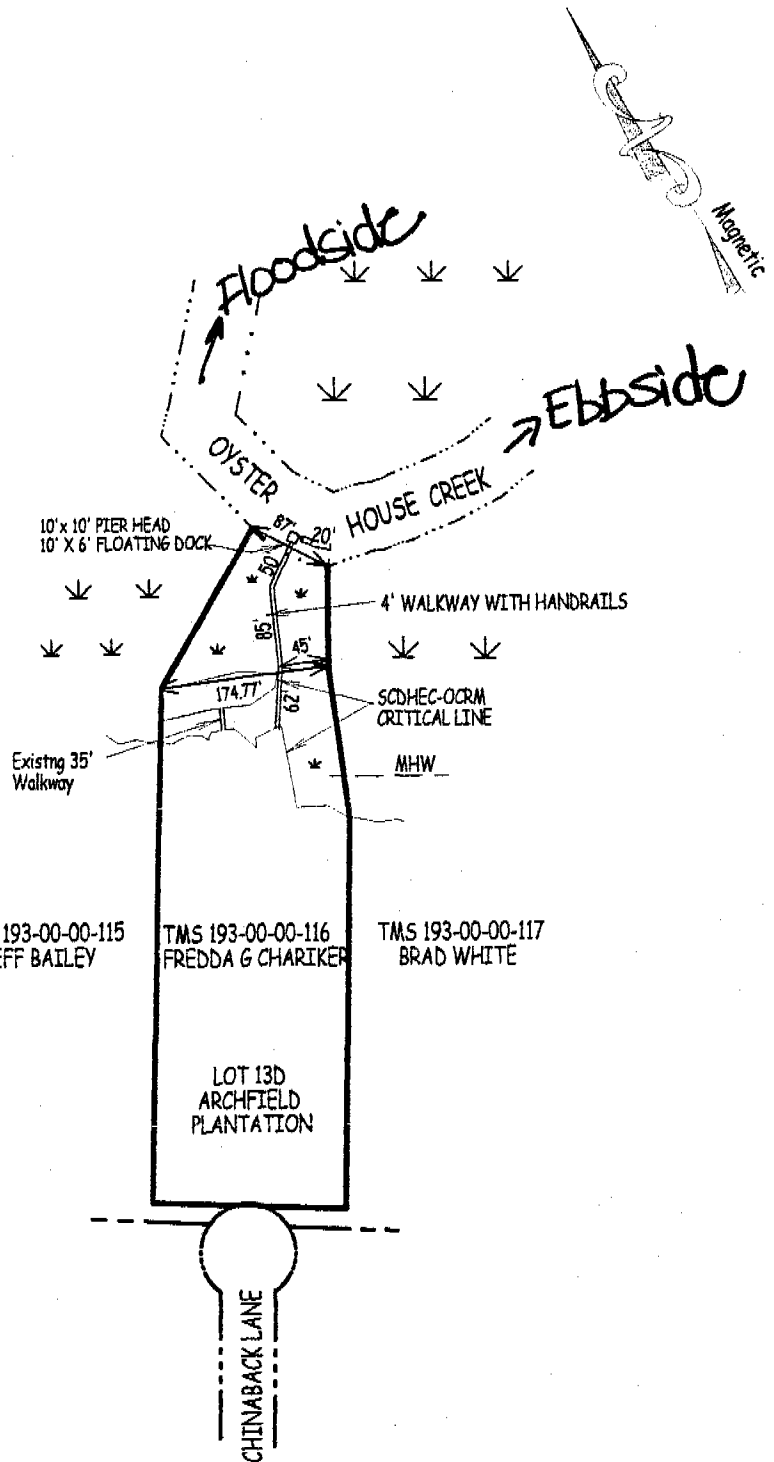 Magnetic
Floodside
Ebbside
OYSTER
HOUSE CREEK
10' x 10' PIER HEAD
10' X 6' FLOATING DOCK
87'
20'
50'
4' WALKWAY WITH HANDRAILS
85'
45'
174.77'
62'
SCDHEC-OCRM
CRITICAL LINE
Existng 35'
Walkway
MHW
193-00-00-115
EFF BAILEY
TMS 193-00-00-116
FREDDA G CHARIKER
TMS 193-00-00-117
BRAD WHITE
LOT 13D
ARCHFIELD
PLANTATION
CHINABACK LANE